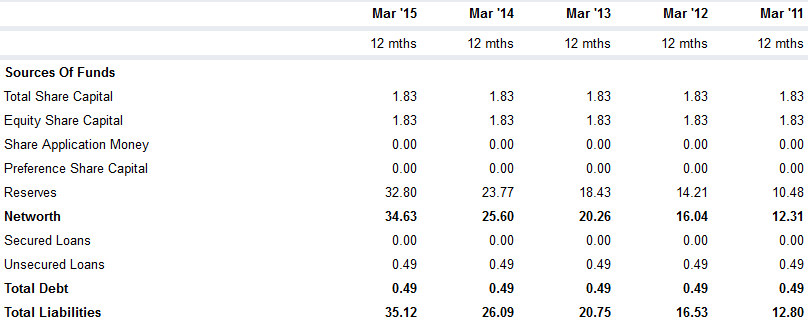 Mar '15 Mar '14 Mar '13 Mar '12 Mar '11
12 mths 12 mths 12 mths 12 mths 12 mths
Sources Of Funds
Total Share Capital 1.83 1.83 1.83 1.83 1.83
Equity Share Capital 1.83 1.83 1.83 1.83 1.83
Share Application Money 0.00 0.00 0.00 0.00 0.00
Preference Share Capital 0.00 0.00 0.00 0.00 0.00
Reserves 32.80 23.77 18.43 14.21 10.48
Networth 34.63 25.60 20.26 16.04 12.31
Secured Loans 0.00 0.00 0.00 0.00 0.00
Unsecured Loans 0.49 0.49 0.49 0.49 0.49
Total Debt 0.49 0.49 0.49 0.49 0.49
Total Liabilities 35.12 26.09 20.75 16.53 12.80